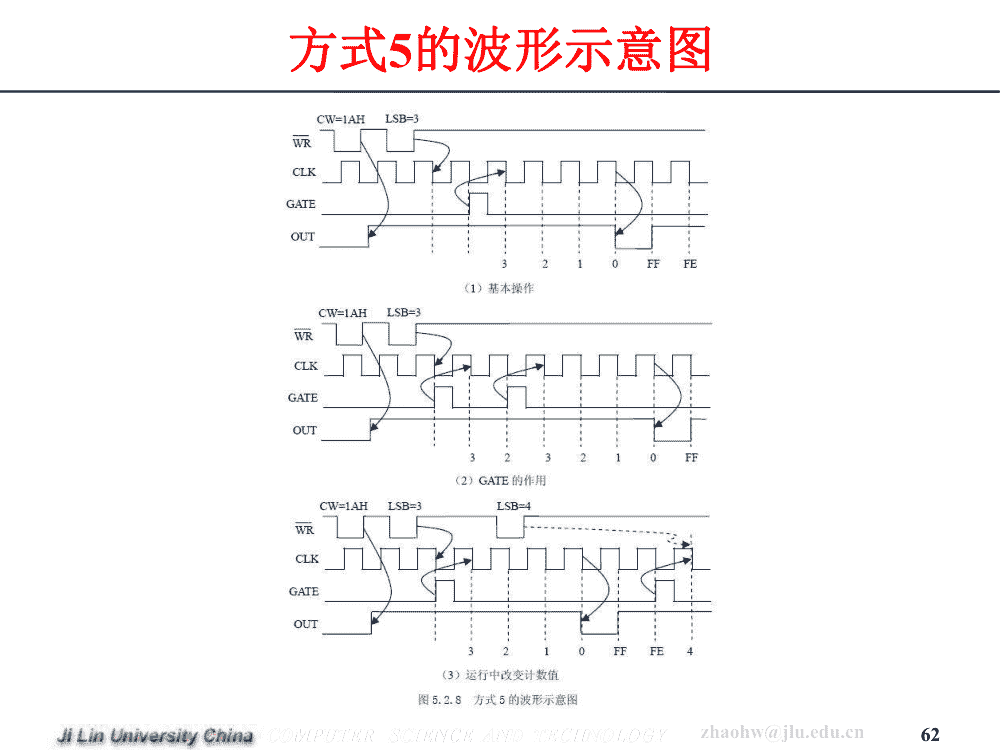 方式5的波形示意图
CW=1AH LSB=3
WR
CLK
GATE
OUT
3 2 1 0 FF FE
（1）基本操作
CW=1AH LSB=3
WR
CLK
GATE
OUT
3 2 3 2 1 0 FF
（2）GATE 的作用
CW=1AH LSB=3 LSB=4
WR
CLK
GATE
OUT
3 2 1 0 FF FE 4
（3）运行中改变计数值
图 5.2.8 方式 5 的波形示意图
Ji Lin University China COMPUTER SCIENCE AND TECHNOLOGY zhaohw@jlu.edu.cn 62